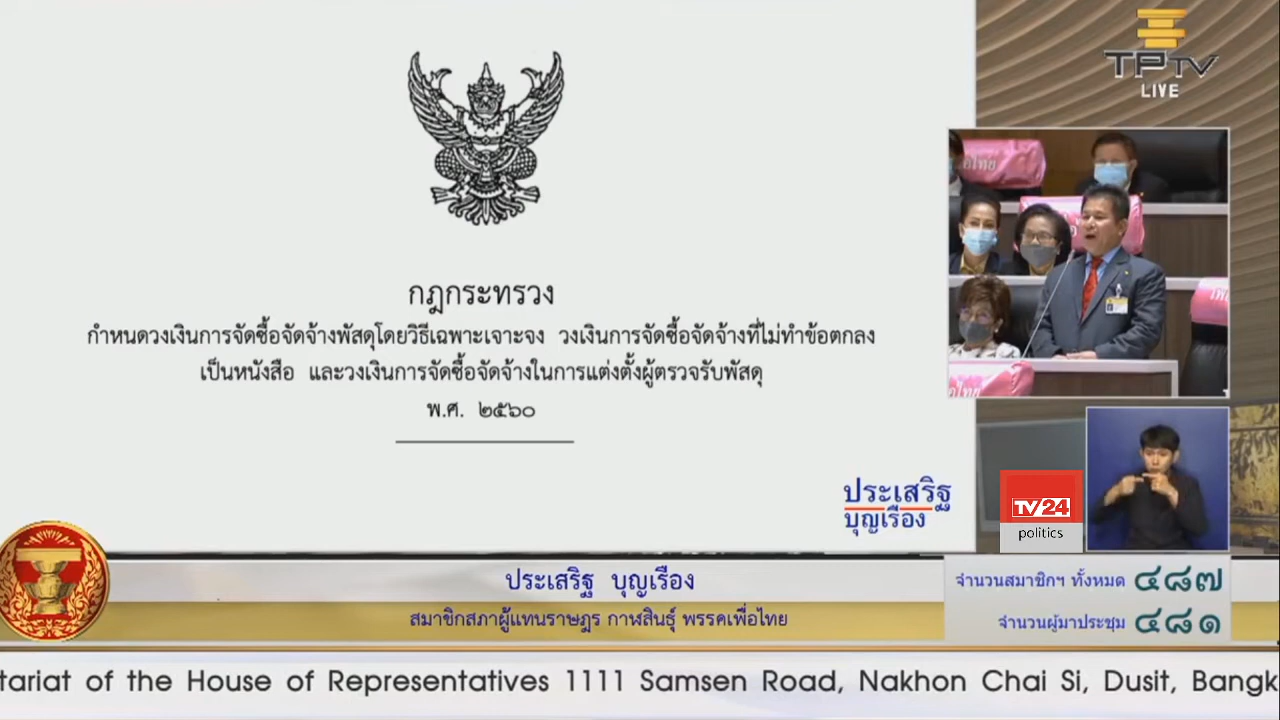 TPTV
LIVE
กฎกระทรวง
กำหนดวงเงินการจัดซื้อจัดจ้างพัสดุโดยวิธีเฉพาะเจาะจง วงเงินการจัดซื้อจัดจ้างที่ไม่ทำข้อตกลง
เป็นหนังสือ และวงเงินการจัดซื้อจัดจ้างในการแต่งตั้งผู้ตรวจรับพัสดุ
พ.ศ. ๒๕๖๐
ประเสริฐ
บุญเรือง
TV24
politics
ประเสริฐ บุญเรือง
สมาชิกสภาผู้แทนราษฎร กาฬสินธุ์ พรรคเพื่อไทย
จำนวนสมาชิกฯ ทั้งหมด ๔๘๗
จำนวนผู้มาประชุม ๔๘๑
tariat of the House of Representatives 1111 Samsen Road, Nakhon Chai Si, Dusit, Bangk